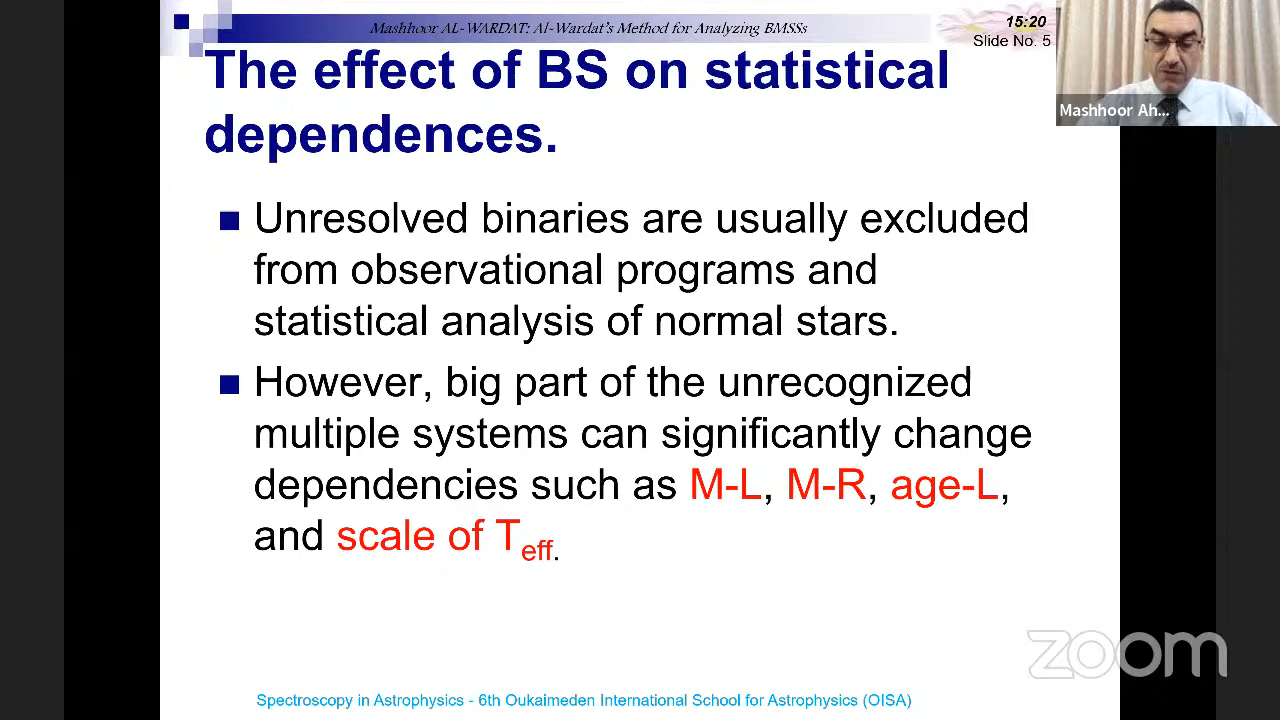 Mashhoor AL-WARDAT: Al-Wardat's Method for Analyzing BMSSs
15:20
Slide No. 5
The effect of BS on statistical
dependences.
Unresolved binaries are usually excluded
from observational programs and
statistical analysis of normal stars.
However, big part of the unrecognized
multiple systems can significantly change
dependencies such as M-L, M-R, age-L,
and scale of Teff.
Spectroscopy in Astrophysics - 6th Oukaimeden International School for Astrophysics (OISA)
Mashhoor Ah...
zoom